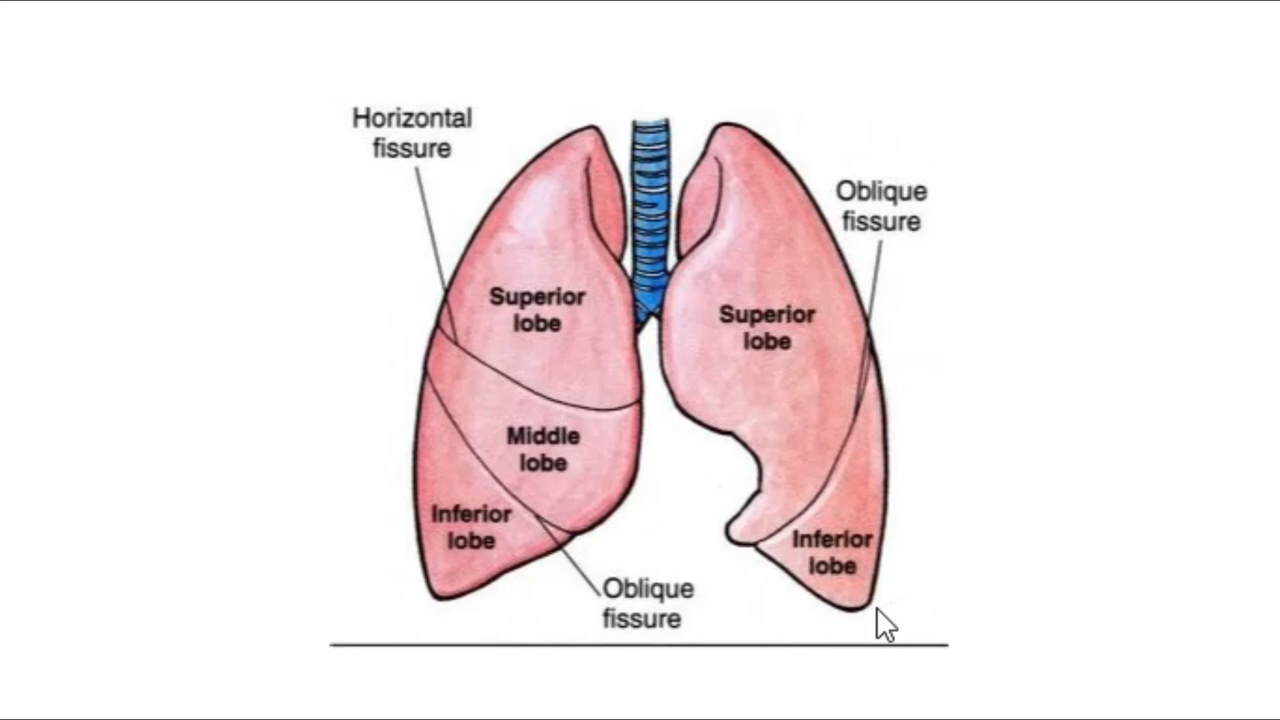 Horizontal
fissure
Oblique
fissure
Superior
lobe
Superior
lobe
Middle
lobe
Inferior
lobe
Inferior
lobe
Oblique
fissure